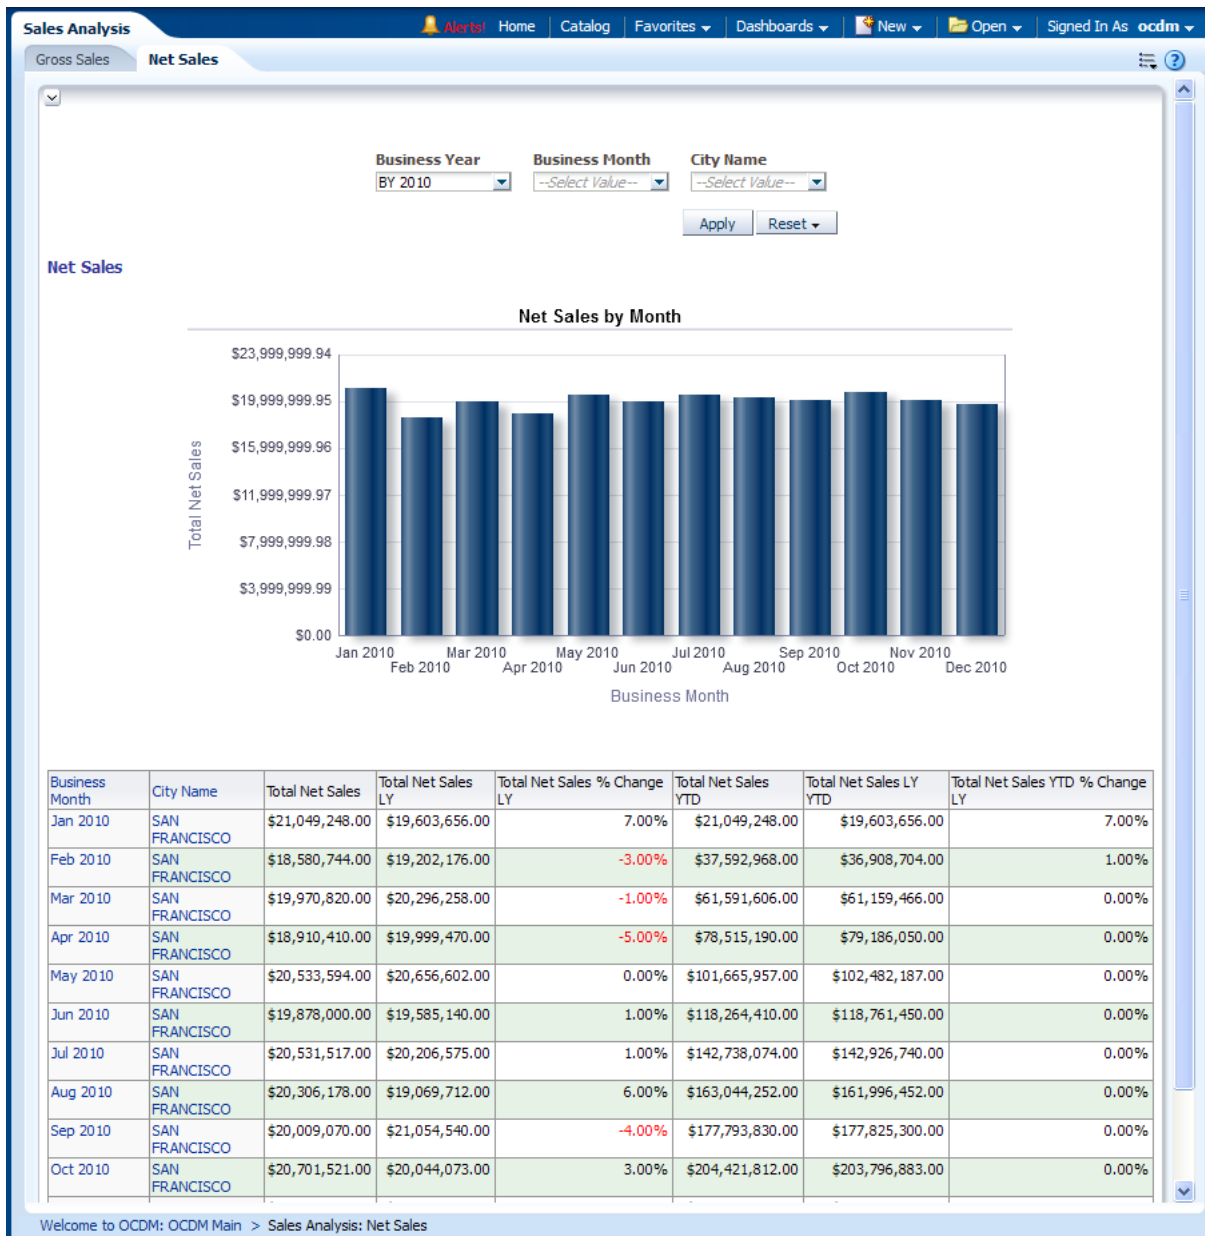 Sales Analysis
Alerts! Home Catalog Favorites Dashboards New Open Signed In As ocdm
Gross Sales Net Sales
Business Year Business Month City Name
BY 2010 --Select Value-- --Select Value--
Apply Reset
Net Sales
Net Sales by Month
$23,999,999.94
$19,999,999.95
$15,999,999.96
$11,999,999.97
$7,999,999.98
$3,999,999.99
$0.00
Total Net Sales
Jan 2010 Mar 2010 May 2010 Jul 2010 Sep 2010 Nov 2010
Feb 2010 Apr 2010 Jun 2010 Aug 2010 Oct 2010 Dec 2010
Business Month
Business Month City Name Total Net Sales Total Net Sales LY Total Net Sales % Change LY Total Net Sales YTD Total Net Sales LY YTD Total Net Sales YTD % Change LY
Jan 2010 SAN FRANCISCO $21,049,248.00 $19,603,656.00 7.00% $21,049,248.00 $19,603,656.00 7.00%
Feb 2010 SAN FRANCISCO $18,580,744.00 $19,202,176.00 -3.00% $37,592,968.00 $36,908,704.00 1.00%
Mar 2010 SAN FRANCISCO $19,970,820.00 $20,296,258.00 -1.00% $61,591,606.00 $61,159,466.00 0.00%
Apr 2010 SAN FRANCISCO $18,910,410.00 $19,999,470.00 -5.00% $78,515,190.00 $79,186,050.00 0.00%
May 2010 SAN FRANCISCO $20,533,594.00 $20,656,602.00 0.00% $101,665,957.00 $102,482,187.00 0.00%
Jun 2010 SAN FRANCISCO $19,878,000.00 $19,585,140.00 1.00% $118,264,410.00 $118,761,450.00 0.00%
Jul 2010 SAN FRANCISCO $20,531,517.00 $20,206,575.00 1.00% $142,738,074.00 $142,926,740.00 0.00%
Aug 2010 SAN FRANCISCO $20,306,178.00 $19,069,712.00 6.00% $163,044,252.00 $161,996,452.00 0.00%
Sep 2010 SAN FRANCISCO $20,009,070.00 $21,054,540.00 -4.00% $177,793,830.00 $177,825,300.00 0.00%
Oct 2010 SAN FRANCISCO $20,701,521.00 $20,044,073.00 3.00% $204,421,812.00 $203,796,883.00 0.00%
Welcome to OCDM: OCDM Main > Sales Analysis: Net Sales